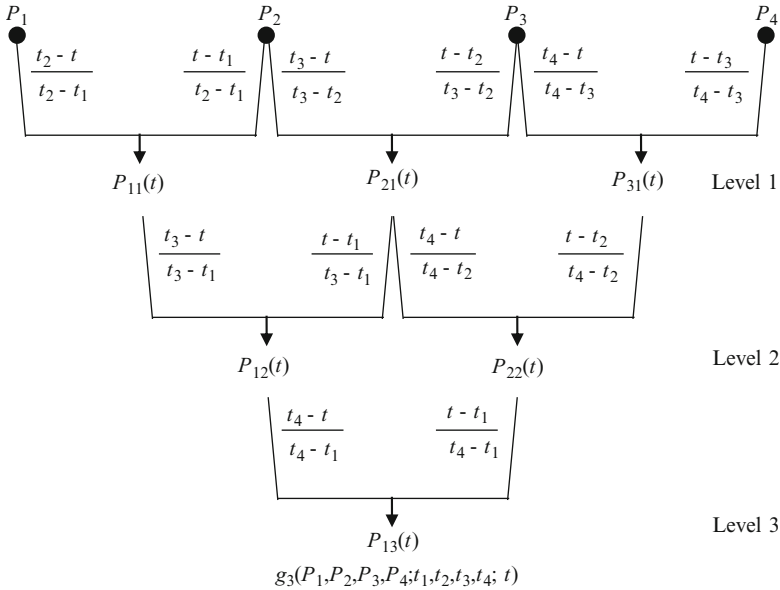 P1 P2 P3 P4
t2 - t / t2 - t1 t - t1 / t2 - t1 t3 - t / t3 - t2 t - t2 / t3 - t2 t4 - t / t4 - t3 t - t3 / t4 - t3
P11(t) P21(t) P31(t) Level 1
t3 - t / t3 - t1 t - t1 / t3 - t1 t4 - t / t4 - t2 t - t2 / t4 - t2
P12(t) P22(t) Level 2
t4 - t / t4 - t1 t - t1 / t4 - t1
P13(t) Level 3
g3(P1,P2,P3,P4;t1,t2,t3,t4; t)